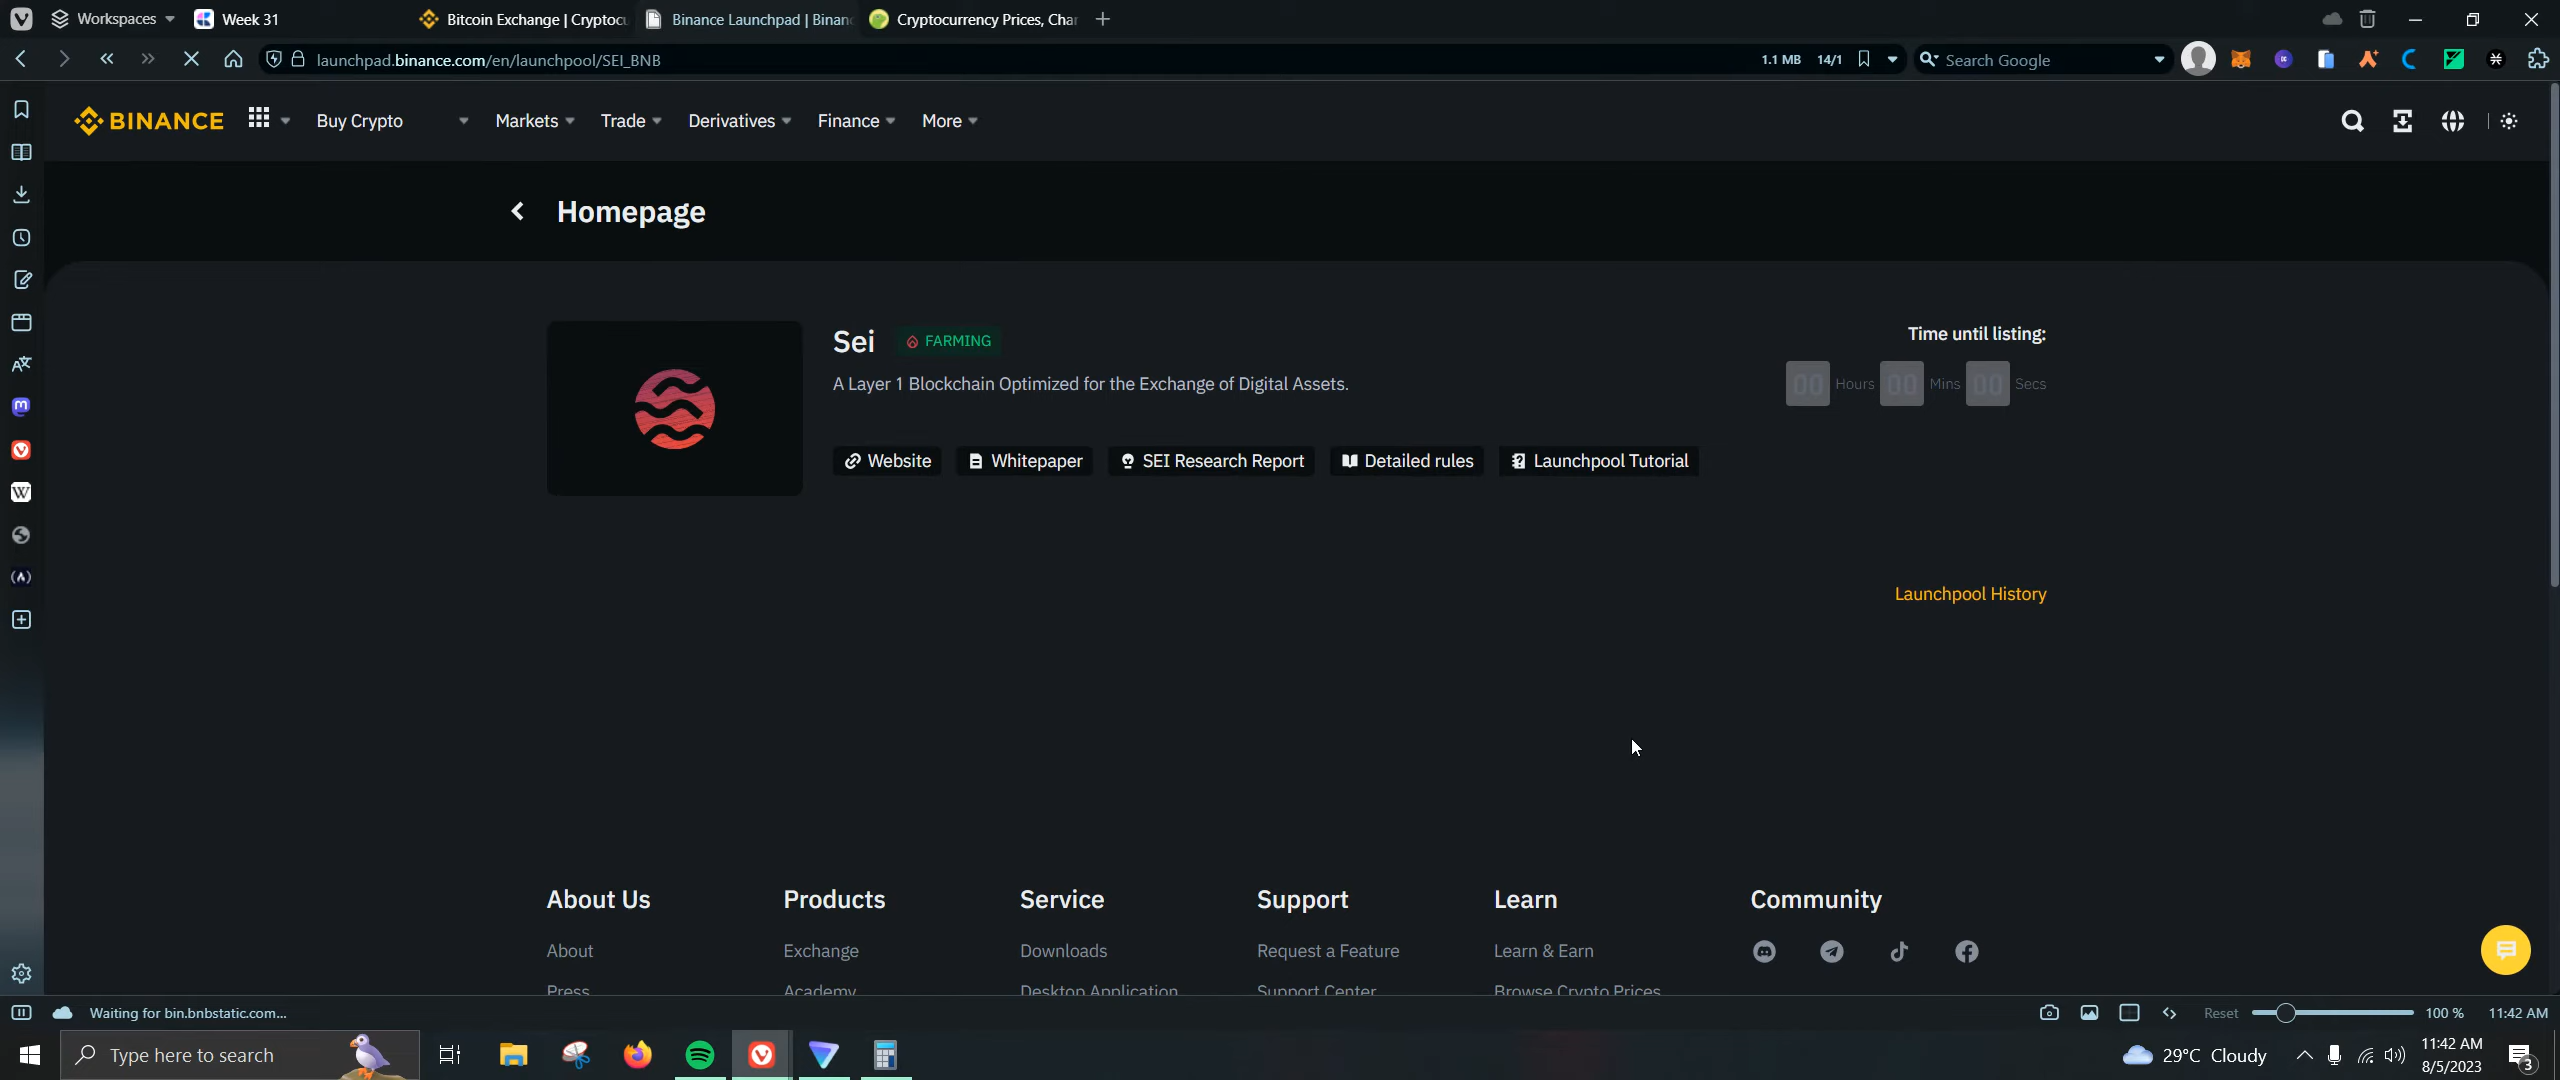 Workspaces
Week 31
Bitcoin Exchange | Cryptocu
Binance Launchpad | Binanc
Cryptocurrency Prices, Char
launchpad.binance.com/en/launchpool/SEI_BNB
1.1 MB 14/1
Search Google
BINANCE
Buy Crypto
Markets
Trade
Derivatives
Finance
More
Homepage
Sei
FARMING
Time until listing:
A Layer 1 Blockchain Optimized for the Exchange of Digital Assets.
00 Hours 00 Mins 00 Secs
Website
Whitepaper
SEI Research Report
Detailed rules
Launchpool Tutorial
Launchpool History
About Us
Products
Service
Support
Learn
Community
About
Exchange
Downloads
Request a Feature
Learn & Earn
Press
Academy
Desktop Application
Support Center
Browse Crypto Prices
Waiting for bin.bnbstatic.com...
Reset
100 %
11:42 AM
Type here to search
29°C Cloudy
11:42 AM
8/5/2023
3